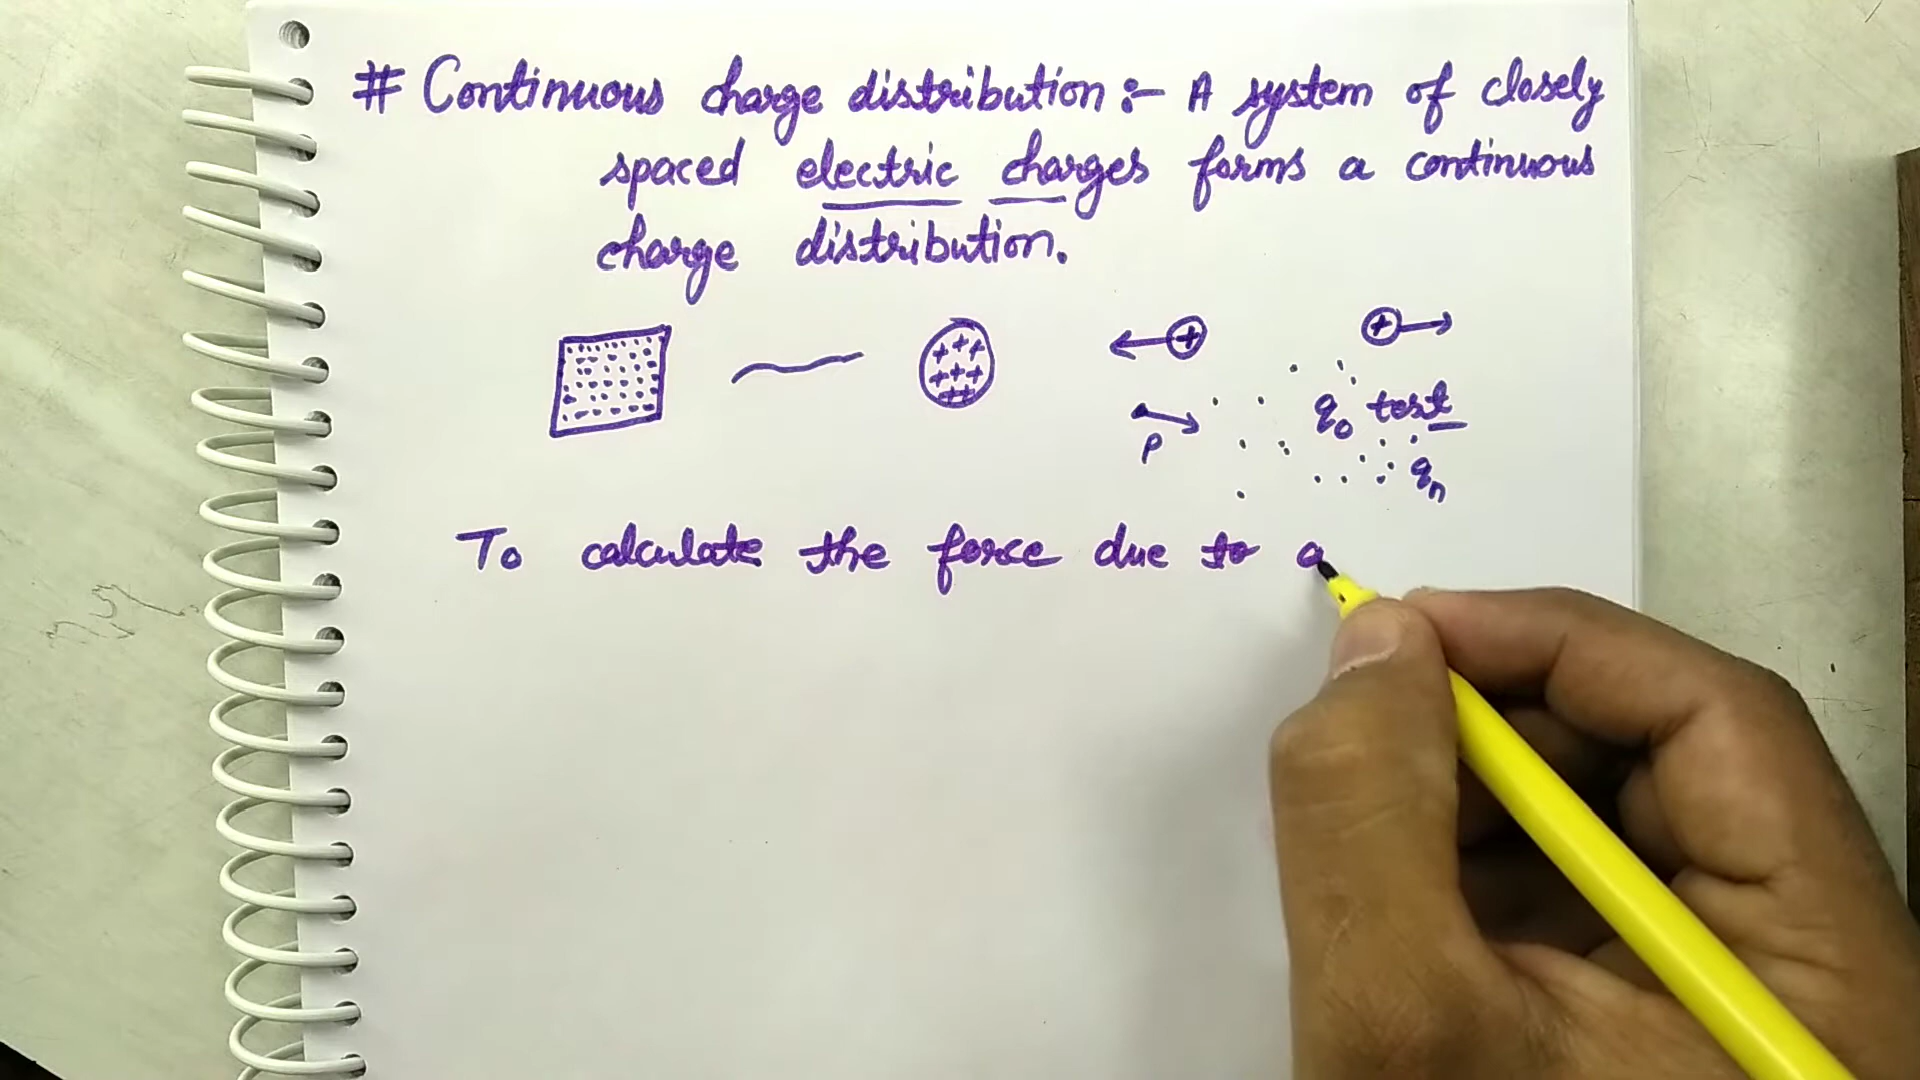 # Continuous charge distribution :- A system of closely
spaced electric charges forms a continuous
charge distribution.
q0 test
P
qn
To calculate the force due to a